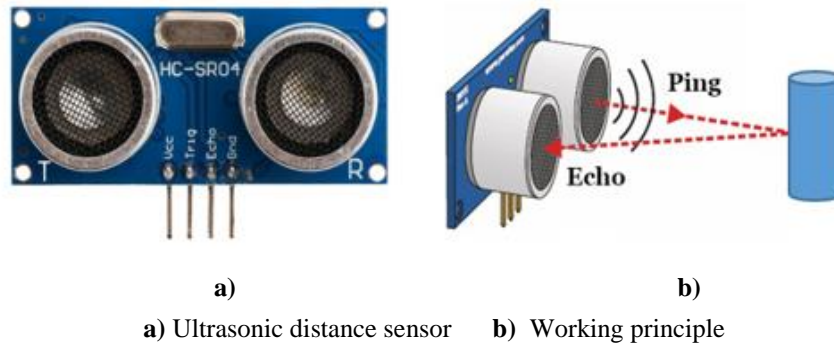 HC-SR04
Vcc
Trig
Echo
Gnd
T
R
Ping
Echo
a)
b)
a) Ultrasonic distance sensor b) Working principle